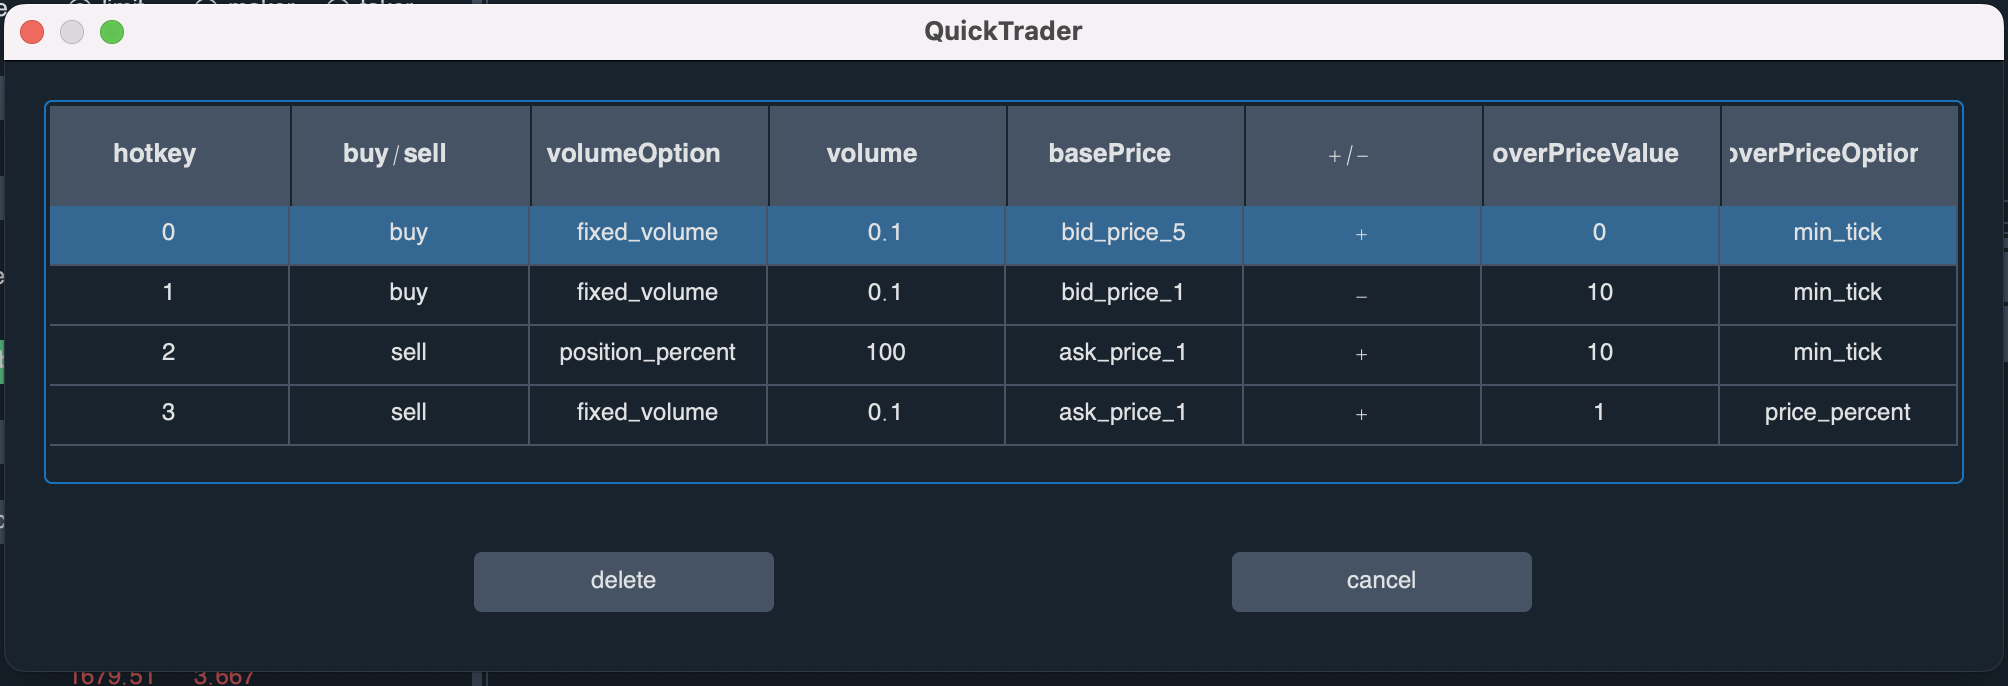 QuickTrader
hotkey buy/sell volumeOption volume basePrice +/- overPriceValue overPriceOption
0 buy fixed_volume 0.1 bid_price_5 + 0 min_tick
1 buy fixed_volume 0.1 bid_price_1 - 10 min_tick
2 sell position_percent 100 ask_price_1 + 10 min_tick
3 sell fixed_volume 0.1 ask_price_1 + 1 price_percent
delete cancel
1679.51 3.667